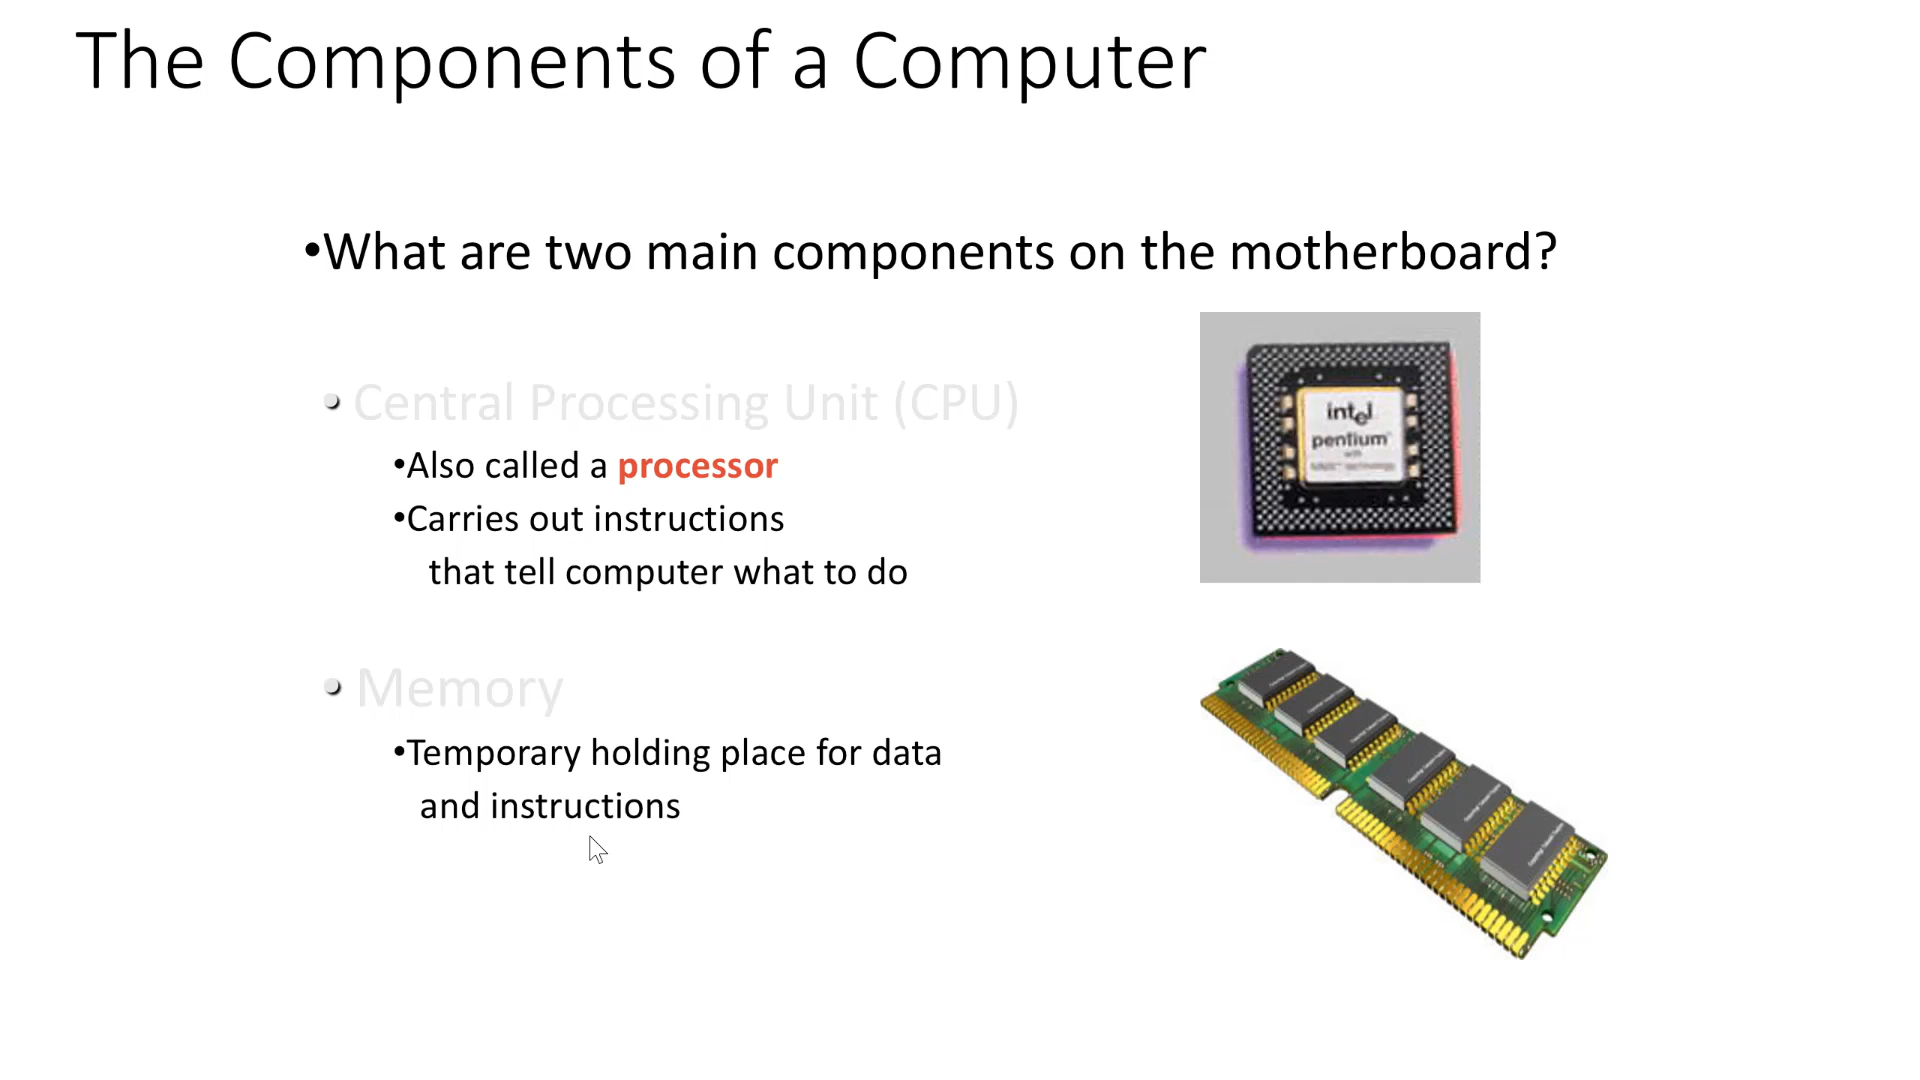 The Components of a Computer
•What are two main components on the motherboard?
• Central Processing Unit (CPU)
•Also called a processor
•Carries out instructions
that tell computer what to do
intel
pentium
with
technology
• Memory
•Temporary holding place for data
and instructions